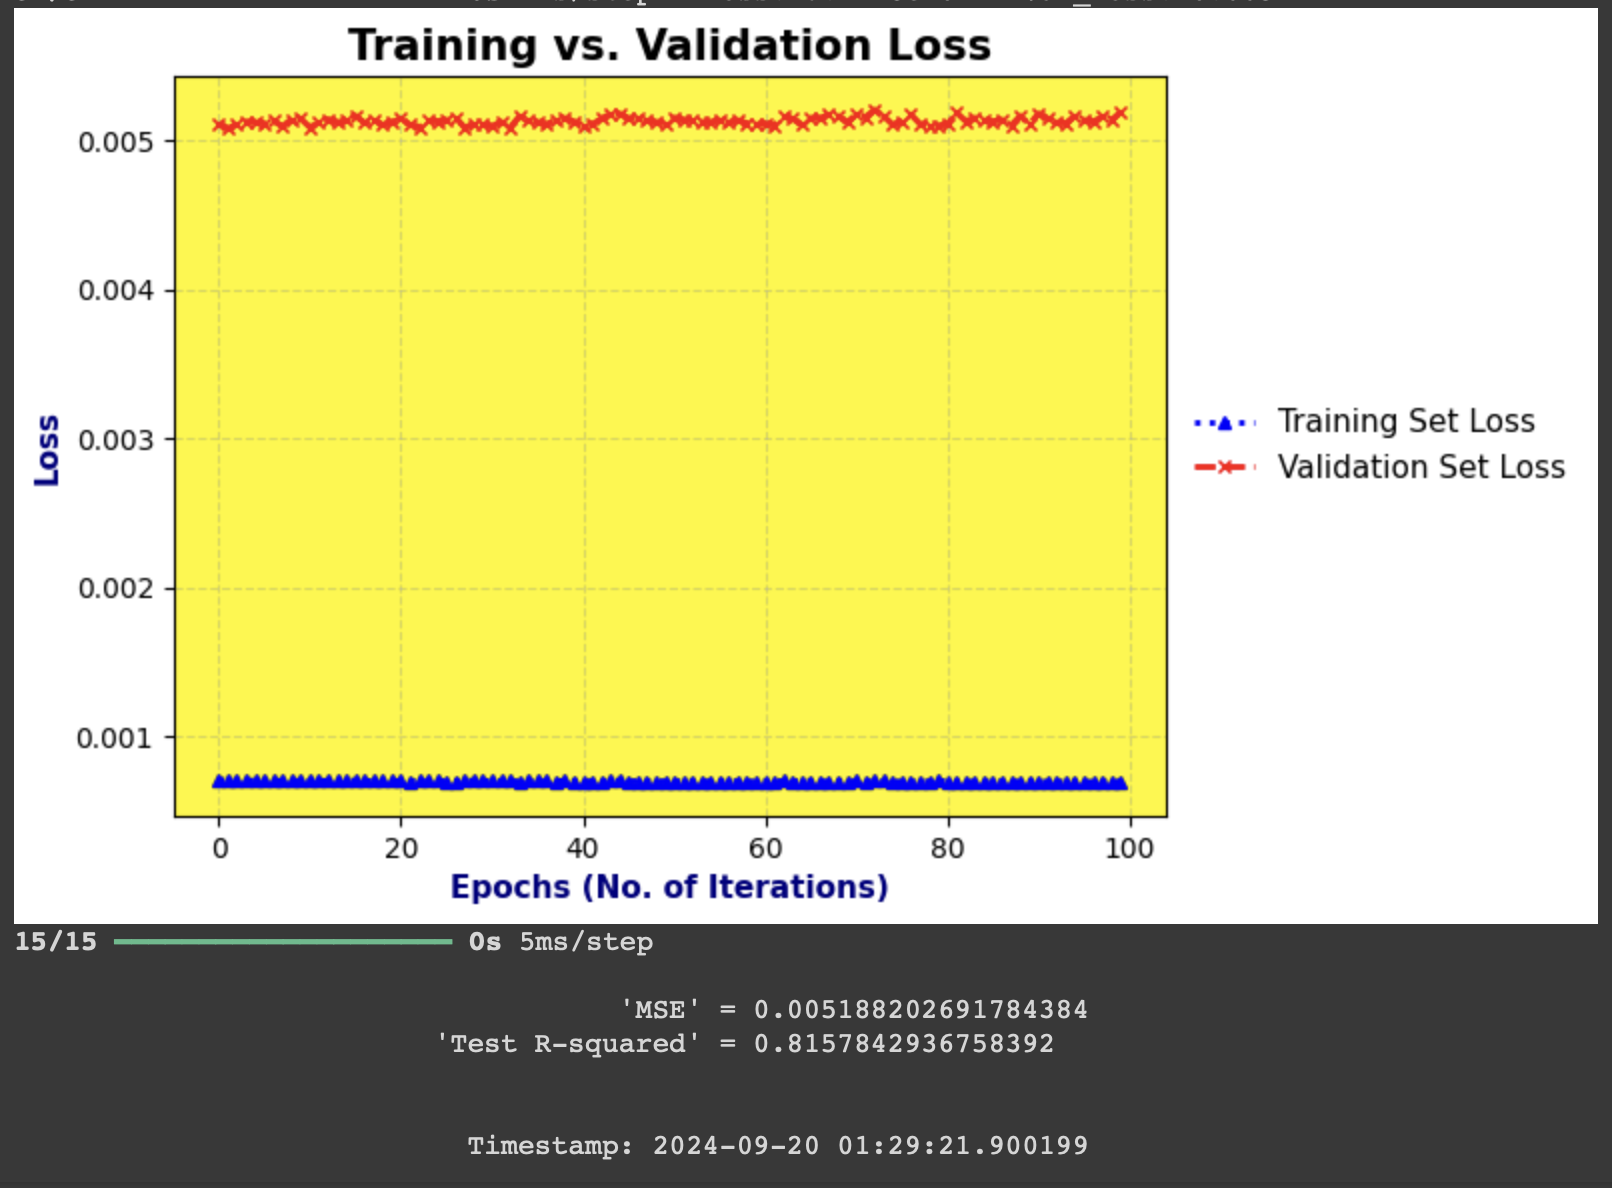 Training vs. Validation Loss
0.005
0.004
0.003
0.002
0.001
Loss
0 20 40 60 80 100
Epochs (No. of Iterations)
Training Set Loss
Validation Set Loss
15/15 0s 5ms/step
'MSE' = 0.005188202691784384
'Test R-squared' = 0.8157842936758392
Timestamp: 2024-09-20 01:29:21.900199